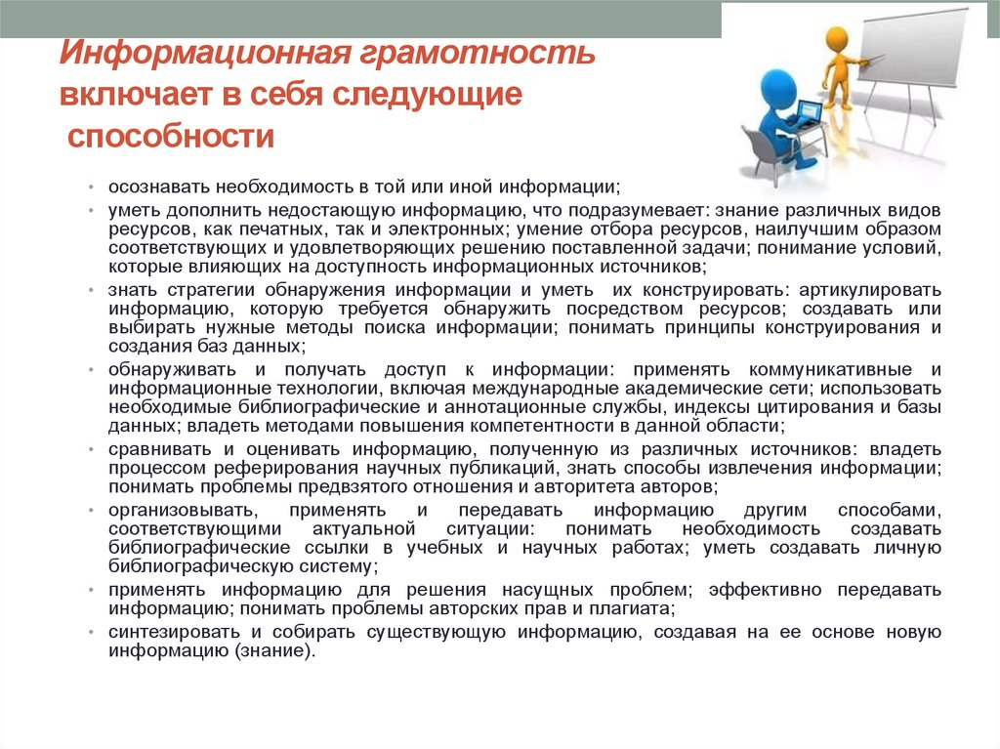 Информационная грамотность
включает в себя следующие
способности
• осознавать необходимость в той или иной информации;
• уметь дополнить недостающую информацию, что подразумевает: знание различных видов
ресурсов, как печатных, так и электронных; умение отбора ресурсов, наилучшим образом
соответствующих и удовлетворяющих решению поставленной задачи; понимание условий,
которые влияющих на доступность информационных источников;
• знать стратегии обнаружения информации и уметь их конструировать: артикулировать
информацию, которую требуется обнаружить посредством ресурсов; создавать или
выбирать нужные методы поиска информации; понимать принципы конструирования и
создания баз данных;
• обнаруживать и получать доступ к информации: применять коммуникативные и
информационные технологии, включая международные академические сети; использовать
необходимые библиографические и аннотационные службы, индексы цитирования и базы
данных; владеть методами повышения компетентности в данной области;
• сравнивать и оценивать информацию, полученную из различных источников: владеть
процессом реферирования научных публикаций, знать способы извлечения информации;
понимать проблемы предвзятого отношения и авторитета авторов;
• организовывать, применять и передавать информацию другим способами,
соответствующими актуальной ситуации: понимать необходимость создавать
библиографические ссылки в учебных и научных работах; уметь создавать личную
библиографическую систему;
• применять информацию для решения насущных проблем; эффективно передавать
информацию; понимать проблемы авторских прав и плагиата;
• синтезировать и собирать существующую информацию, создавая на ее основе новую
информацию (знание).